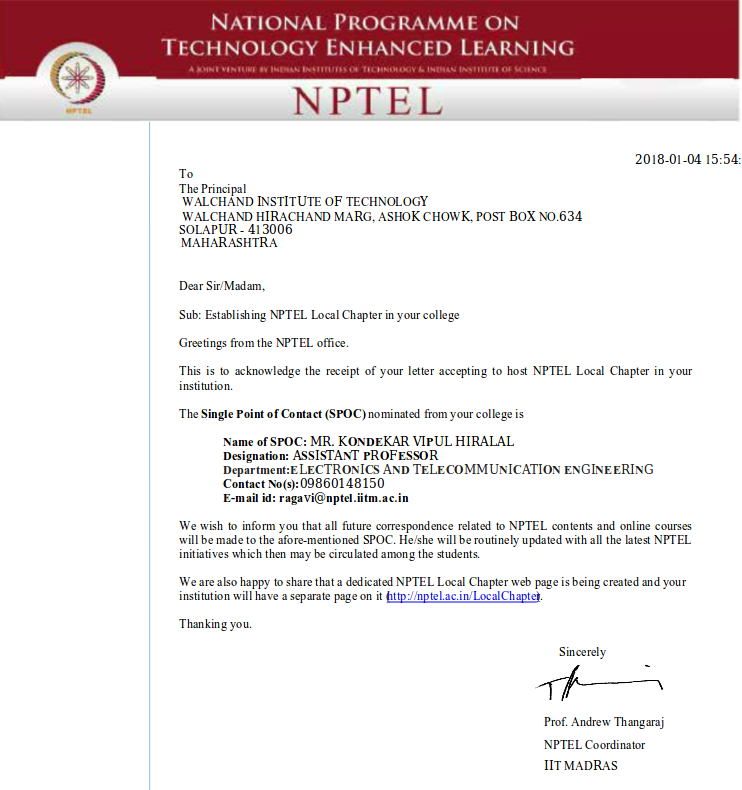 NATIONAL PROGRAMME ON
TECHNOLOGY ENHANCED LEARNING
A JOINT VENTURE BY INDIAN INSTITUTES OF TECHNOLOGY & INDIAN INSTITUTE OF SCIENCE
NPTEL
NPTEL
2018-01-04 15:54:
To
The Principal
WALCHAND INSTITUTE OF TECHNOLOGY
WALCHAND HIRACHAND MARG, ASHOK CHOWK, POST BOX NO.634
SOLAPUR - 413006
MAHARASHTRA
Dear Sir/Madam,
Sub: Establishing NPTEL Local Chapter in your college
Greetings from the NPTEL office.
This is to acknowledge the receipt of your letter accepting to host NPTEL Local Chapter in your
institution.
The Single Point of Contact (SPOC) nominated from your college is
Name of SPOC: MR. KONDEKAR VIPUL HIRALAL
Designation: ASSISTANT PROFESSOR
Department:ELECTRONICS AND TELECOMMUNICATION ENGINEERING
Contact No(s):09860148150
E-mail id: ragavi@nptel.iitm.ac.in
We wish to inform you that all future correspondence related to NPTEL contents and online courses
will be made to the afore-mentioned SPOC. He/she will be routinely updated with all the latest NPTEL
initiatives which then may be circulated among the students.
We are also happy to share that a dedicated NPTEL Local Chapter web page is being created and your
institution will have a separate page on it (http://nptel.ac.in/LocalChapter).
Thanking you.
Sincerely
Prof. Andrew Thangaraj
NPTEL Coordinator
IIT MADRAS